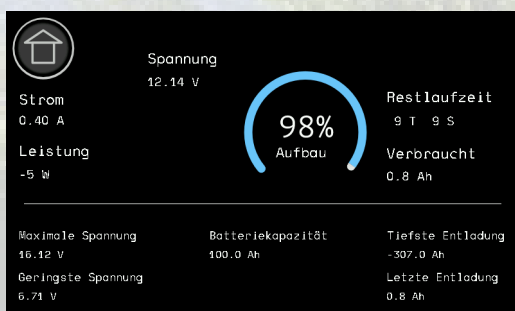 Spannung
12.14 V
Strom
0.40 A
98%
Aufbau
Restlaufzeit
9 T 9 S
Leistung
-5 W
Verbraucht
0.8 Ah
Maximale Spannung
16.12 V
Batteriekapazität
100.0 Ah
Tiefste Entladung
-307.0 Ah
Geringste Spannung
6.71 V
Letzte Entladung
0.8 Ah